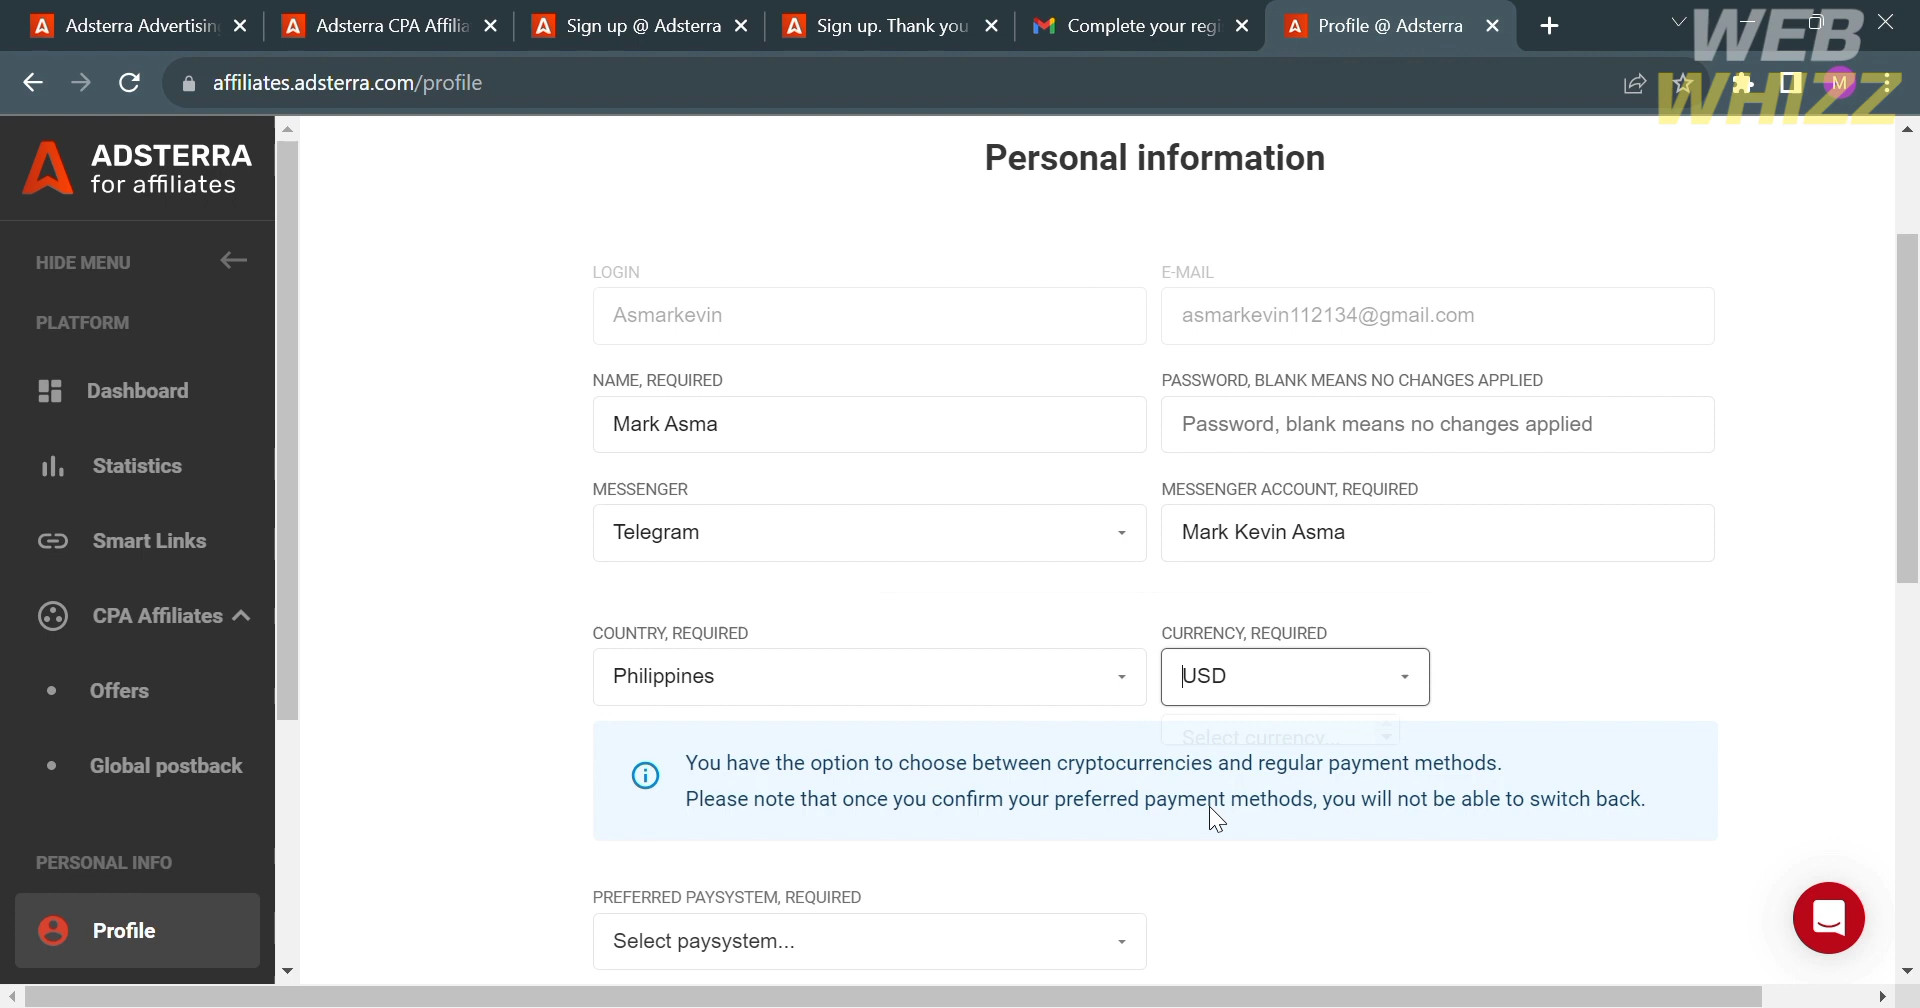 Adsterra Advertisin
Adsterra CPA Affilia
Sign up @ Adsterra
Sign up. Thank you
Complete your regi
Profile @ Adsterra
WEB
WHIZZ
affiliates.adsterra.com/profile
M
ADSTERRA
for affiliates
HIDE MENU
PLATFORM
Dashboard
Statistics
Smart Links
CPA Affiliates
Offers
Global postback
PERSONAL INFO
Profile
Personal information
LOGIN
E-MAIL
Asmarkevin
asmarkevin112134@gmail.com
NAME, REQUIRED
PASSWORD, BLANK MEANS NO CHANGES APPLIED
Mark Asma
Password, blank means no changes applied
MESSENGER
MESSENGER ACCOUNT, REQUIRED
Telegram
Mark Kevin Asma
COUNTRY, REQUIRED
CURRENCY, REQUIRED
Philippines
USD
Select currency...
You have the option to choose between cryptocurrencies and regular payment methods.
Please note that once you confirm your preferred payment methods, you will not be able to switch back.
PREFERRED PAYSYSTEM, REQUIRED
Select paysystem...